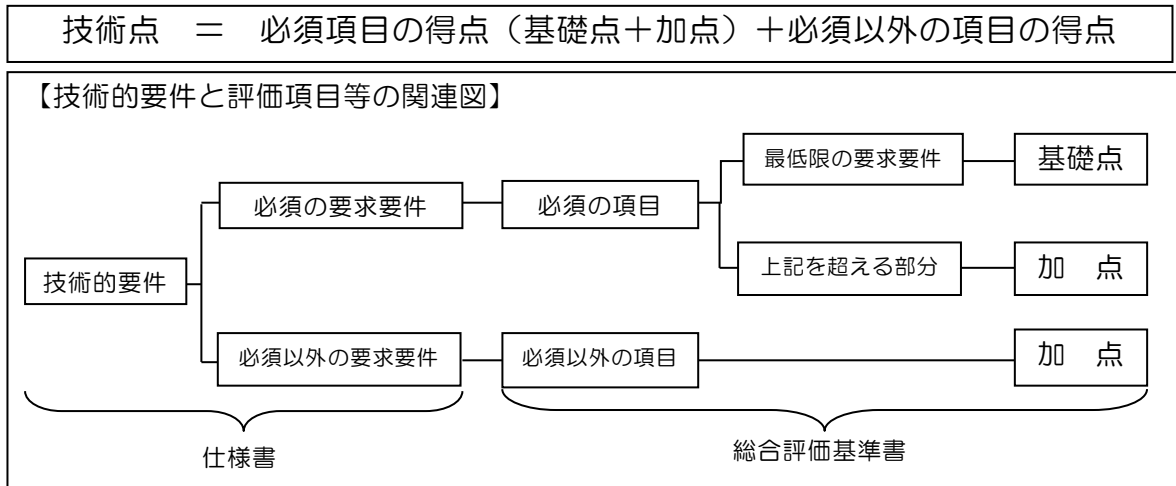 技術点　＝　必須項目の得点（基礎点＋加点）＋必須以外の項目の得点
【技術的要件と評価項目等の関連図】
最低限の要求要件
基礎点
必須の要求要件
必須の項目
技術的要件
上記を超える部分
加　点
必須以外の要求要件
必須以外の項目
加　点
仕様書
総合評価基準書